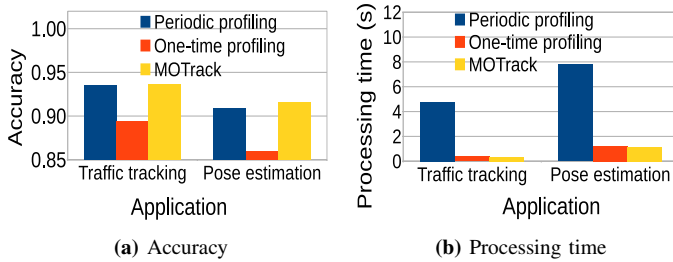 Accuracy
1.00
0.95
0.90
0.85
Periodic profiling
One-time profiling
MOTrack
Traffic tracking Pose estimation
Application
(a) Accuracy
Processing time (s)
12
10
8
6
4
2
0
Periodic profiling
One-time profiling
MOTrack
Traffic tracking Pose estimation
Application
(b) Processing time